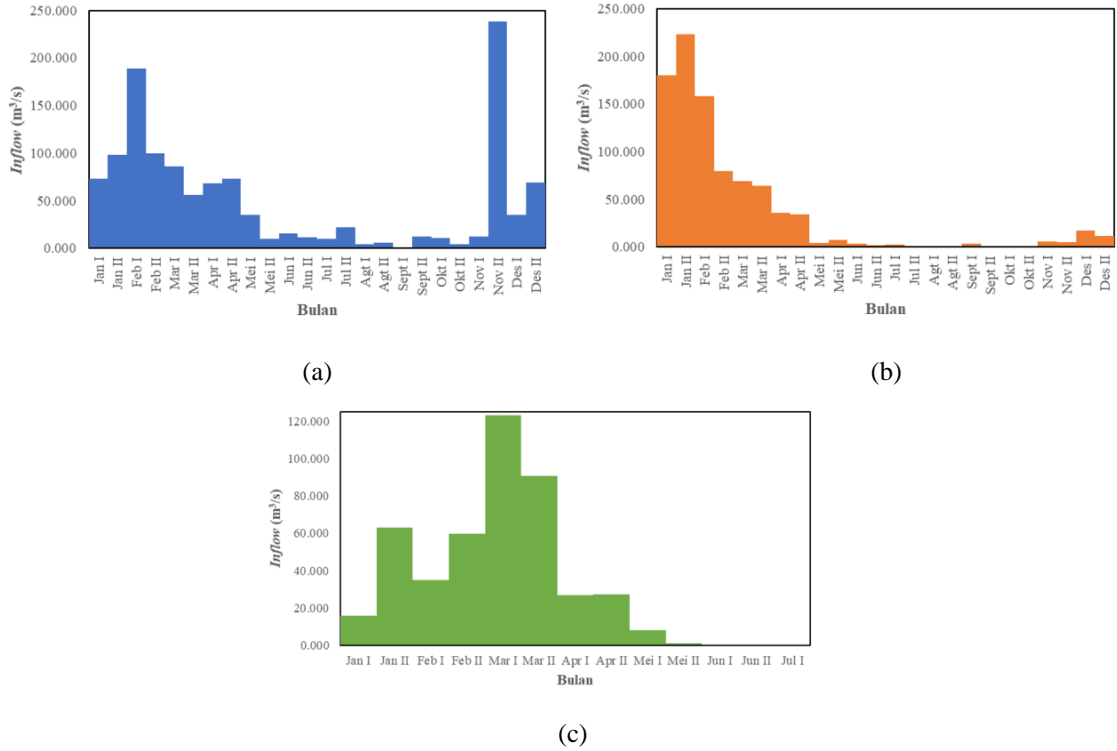 250.000
200.000
150.000
100.000
50.000
0.000
Inflow (m³/s)
Jan I
Jan II
Feb I
Feb II
Mar I
Mar II
Apr I
Apr II
Mei I
Mei II
Jun I
Jun II
Jul I
Jul II
Agt I
Agt II
Sept I
Sept II
Okt I
Okt II
Nov I
Nov II
Des I
Des II
Bulan
(a)
250.000
200.000
150.000
100.000
50.000
0.000
Inflow (m³/s)
Jan I
Jan II
Feb I
Feb II
Mar I
Mar II
Apr I
Apr II
Mei I
Mei II
Jun I
Jun II
Jul I
Jul II
Agt I
Agt II
Sept I
Sept II
Okt I
Okt II
Nov I
Nov II
Des I
Des II
Bulan
(b)
120.000
100.000
80.000
60.000
40.000
20.000
0.000
Inflow (m³/s)
Jan I Jan II Feb I Feb II Mar I Mar II Apr I Apr II Mei I Mei II Jun I Jun II Jul I
Bulan
(c)